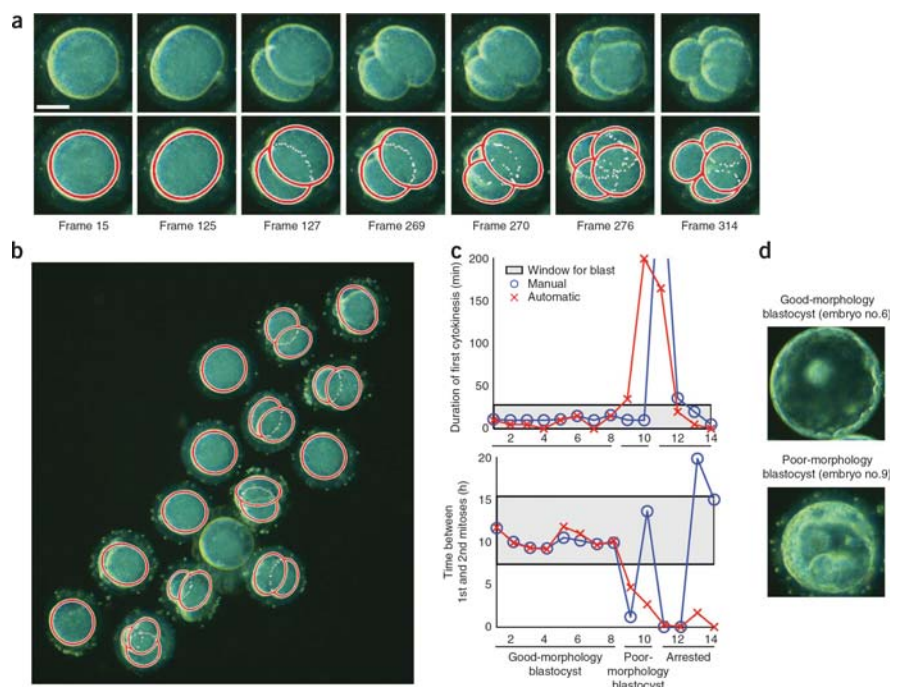 a
Frame 15 Frame 125 Frame 127 Frame 269 Frame 270 Frame 276 Frame 314
b
c
Duration of first cytokinesis (min)
200
150
100
50
0
Window for blast
Manual
Automatic
2 4 6 8 10 12 14
Time between
1st and 2nd mitoses (h)
20
15
10
5
0
2 4 6 8 10 12 14
Good-morphology
blastocyst
Poor-
morphology
blastocyst
Arrested
d
Good-morphology
blastocyst (embryo no.6)
Poor-morphology
blastocyst (embryo no.9)